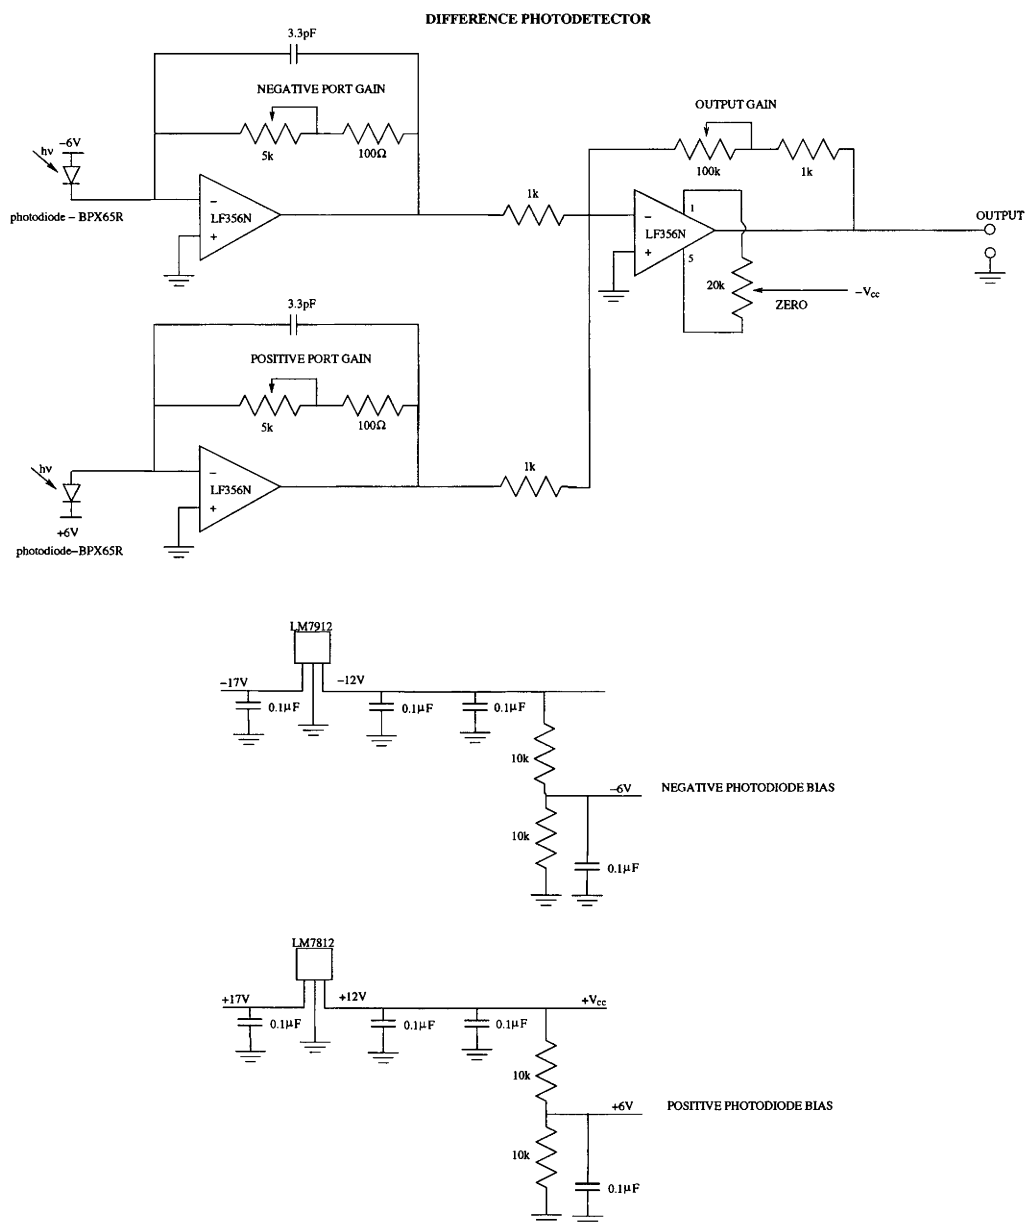 DIFFERENCE PHOTODETECTOR
3.3pF
NEGATIVE PORT GAIN
5k
100Ω
hν
−6V
photodiode − BPX65R
−
LF356N
+
1k
OUTPUT GAIN
100k
1k
−
LF356N
+
1
5
20k
ZERO
−Vcc
OUTPUT
3.3pF
POSITIVE PORT GAIN
5k
100Ω
hν
+6V
photodiode−BPX65R
−
LF356N
+
1k
LM7912
−17V
−12V
0.1μF
0.1μF
0.1μF
10k
−6V
NEGATIVE PHOTODIODE BIAS
10k
0.1μF
LM7812
+17V
+12V
+Vcc
0.1μF
0.1μF
0.1μF
10k
+6V
POSITIVE PHOTODIODE BIAS
10k
0.1μF